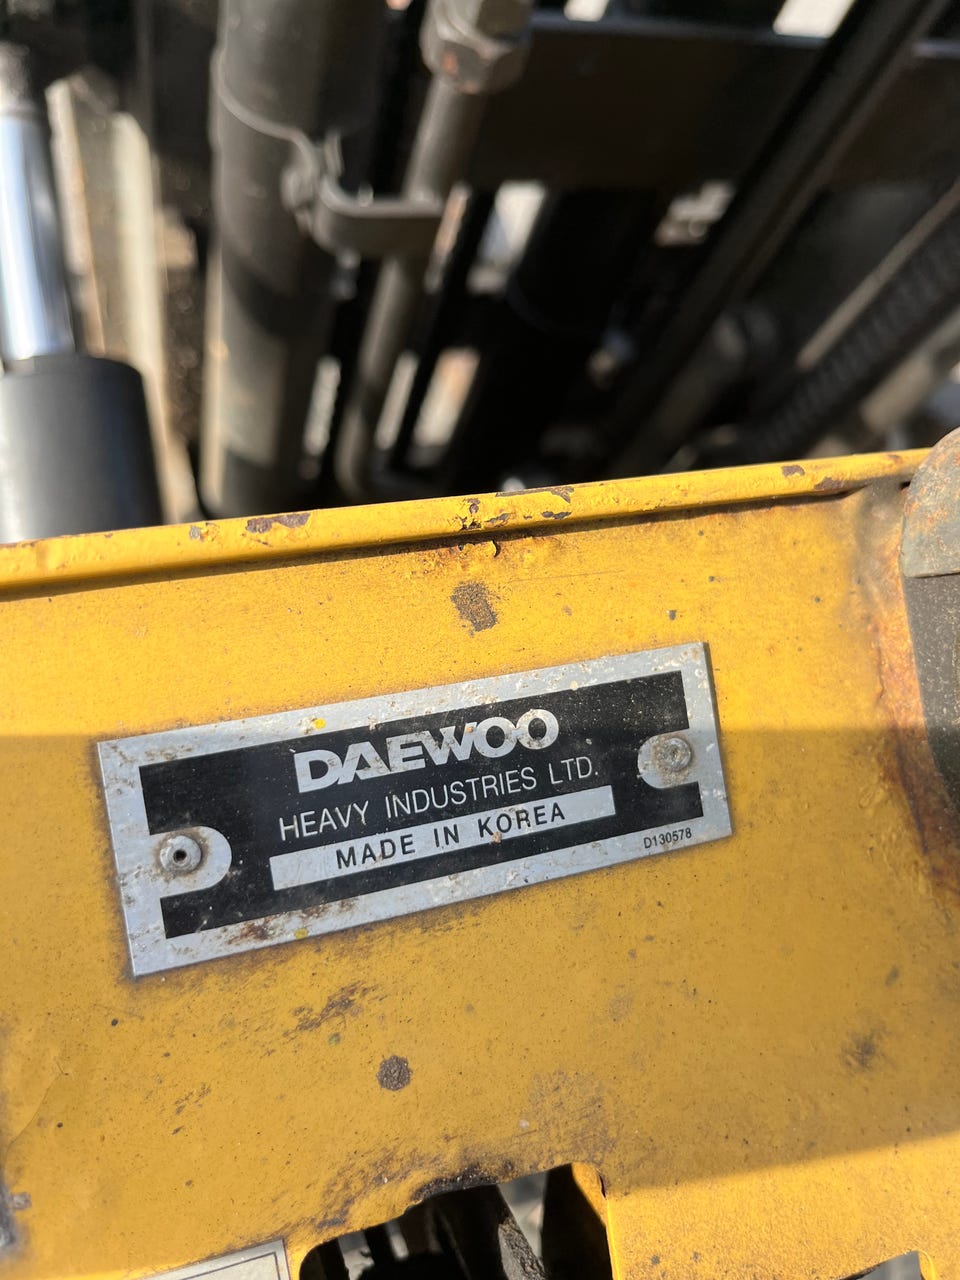 DAEWOO
HEAVY INDUSTRIES LTD.
MADE IN KOREA
D130578